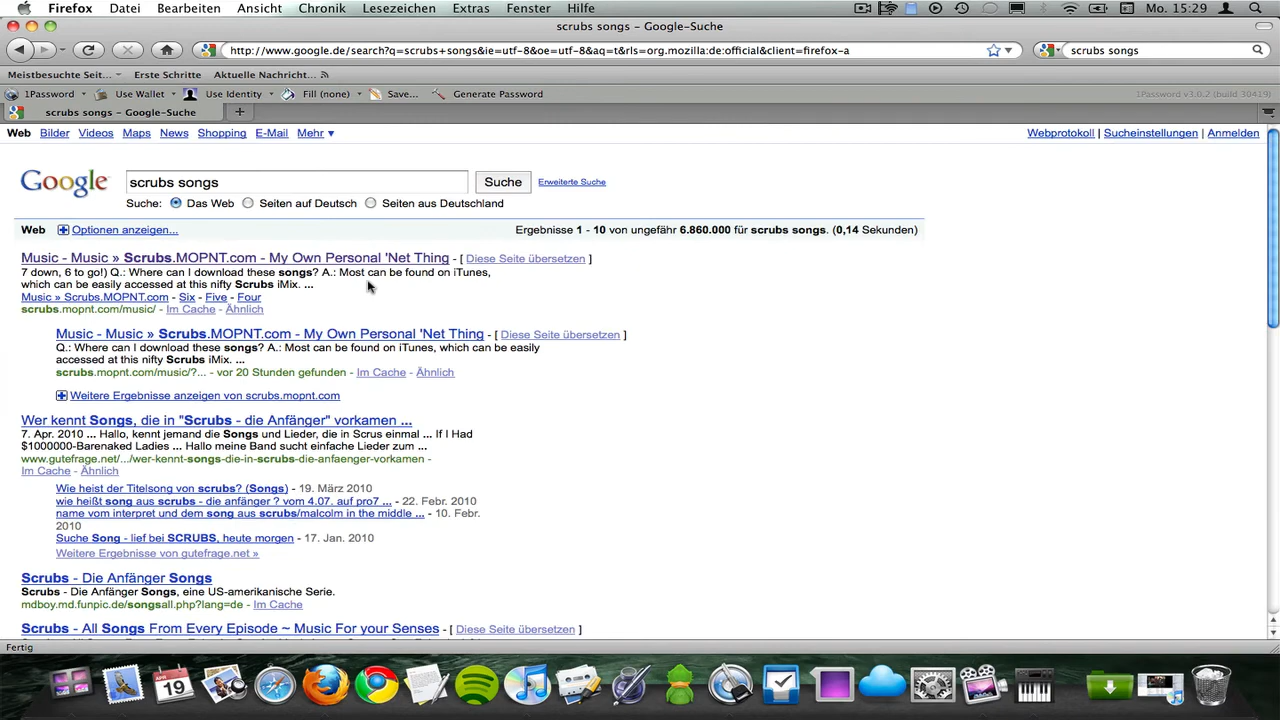 Firefox Datei Bearbeiten Ansicht Chronik Lesezeichen Extras Fenster Hilfe Mo. 15:29
scrubs songs – Google-Suche
http://www.google.de/search?q=scrubs+songs&ie=utf-8&oe=utf-8&aq=t&rls=org.mozilla:de:official&client=firefox-a scrubs songs
Meistbesuchte Seit... Erste Schritte Aktuelle Nachricht...
1Password Use Wallet Use Identity Fill (none) Save... Generate Password 1Password v3.0.2 (build 30419)
scrubs songs – Google-Suche
Web Bilder Videos Maps News Shopping E-Mail Mehr ▼ Webprotokoll | Sucheinstellungen | Anmelden
Google scrubs songs Suche Erweiterte Suche
Suche: Das Web Seiten auf Deutsch Seiten aus Deutschland
Web Optionen anzeigen... Ergebnisse 1 - 10 von ungefähr 6.860.000 für scrubs songs. (0,14 Sekunden)
Music - Music » Scrubs.MOPNT.com - My Own Personal 'Net Thing - [ Diese Seite übersetzen ]
7 down, 6 to go!) Q.: Where can I download these songs? A.: Most can be found on iTunes,
which can be easily accessed at this nifty Scrubs iMix. ...
Music » Scrubs.MOPNT.com - Six - Five - Four
scrubs.mopnt.com/music/ - Im Cache - Ähnlich
Music - Music » Scrubs.MOPNT.com - My Own Personal 'Net Thing - [ Diese Seite übersetzen ]
Q.: Where can I download these songs? A.: Most can be found on iTunes, which can be easily
accessed at this nifty Scrubs iMix. ...
scrubs.mopnt.com/music/?... - vor 20 Stunden gefunden - Im Cache - Ähnlich
Weitere Ergebnisse anzeigen von scrubs.mopnt.com
Wer kennt Songs, die in "Scrubs - die Anfänger" vorkamen ...
7. Apr. 2010 ... Hallo, kennt jemand die Songs und Lieder, die in Scrus einmal ... If I Had
$1000000-Barenaked Ladies ... Hallo meine Band sucht einfache Lieder zum ...
www.gutefrage.net/.../wer-kennt-songs-die-in-scrubs-die-anfaenger-vorkamen -
Im Cache - Ähnlich
Wie heist der Titelsong von scrubs? (Songs) - 19. März 2010
wie heißt song aus scrubs - die anfänger ? vom 4.07. auf pro7 ... - 22. Febr. 2010
name vom interpret und dem song aus scrubs/malcolm in the middle ... - 10. Febr.
2010
Suche Song - lief bei SCRUBS, heute morgen - 17. Jan. 2010
Weitere Ergebnisse von gutefrage.net »
Scrubs - Die Anfänger Songs
Scrubs - Die Anfänger Songs, eine US-amerikanische Serie.
mdboy.md.funpic.de/songsall.php?lang=de - Im Cache
Scrubs - All Songs From Every Episode ~ Music For your Senses - [ Diese Seite übersetzen ]
Fertig
APR
19